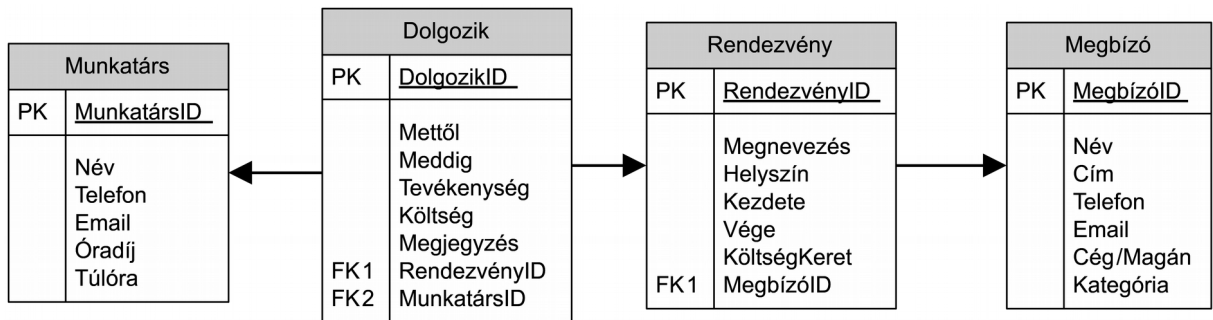 Munkatárs
PK MunkatársID
Név
Telefon
Email
Óradíj
Túlóra
Dolgozik
PK DolgozikID
Mettől
Meddig
Tevékenység
Költség
Megjegyzés
FK1 RendezvényID
FK2 MunkatársID
Rendezvény
PK RendezvényID
Megnevezés
Helyszín
Kezdete
Vége
KöltségKeret
FK1 MegbízóID
Megbízó
PK MegbízóID
Név
Cím
Telefon
Email
Cég/Magán
Kategória